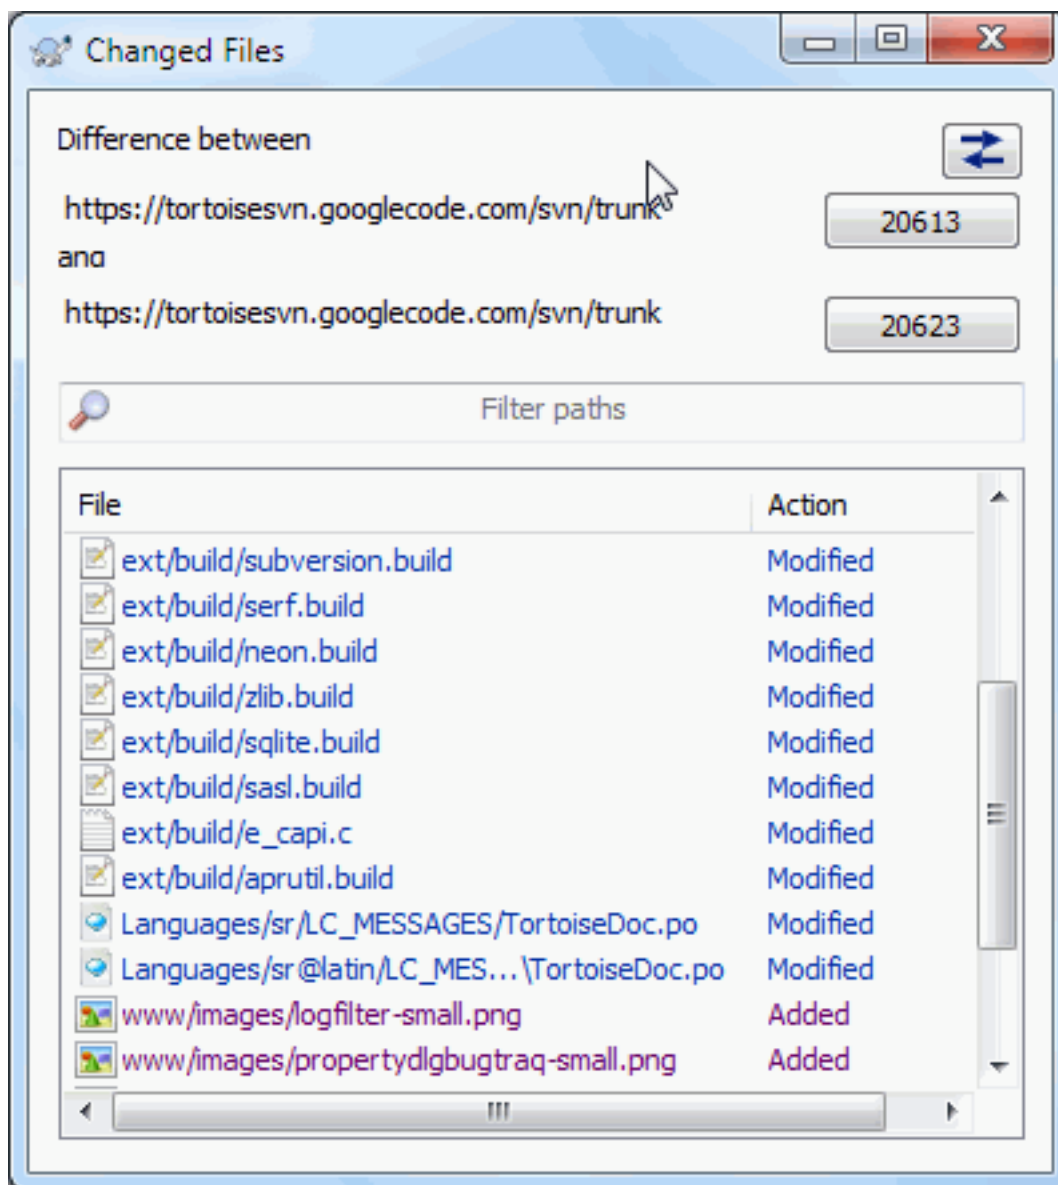 Changed Files
Difference between
https://tortoisesvn.googlecode.com/svn/trunk 20613
and
https://tortoisesvn.googlecode.com/svn/trunk 20623
Filter paths
File Action
ext/build/subversion.build Modified
ext/build/serf.build Modified
ext/build/neon.build Modified
ext/build/zlib.build Modified
ext/build/sqlite.build Modified
ext/build/sasl.build Modified
ext/build/e_capi.c Modified
ext/build/aprutil.build Modified
Languages/sr/LC_MESSAGES/TortoiseDoc.po Modified
Languages/sr@latin/LC_MES...\TortoiseDoc.po Modified
www/images/logfilter-small.png Added
www/images/propertydlgbugtraq-small.png Added